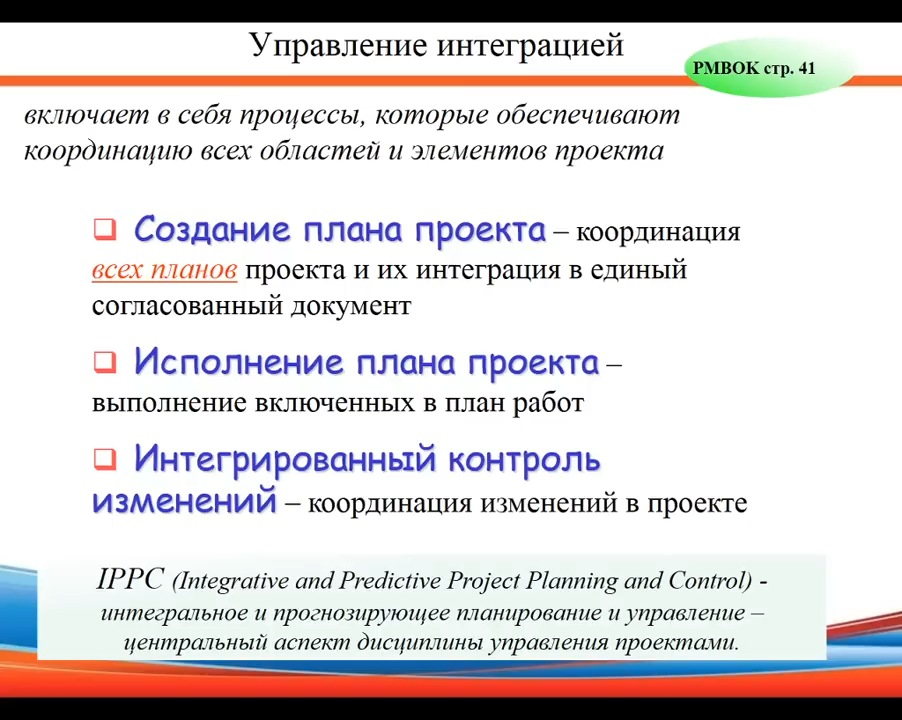 Управление интеграцией
PMBOK стр. 41
включает в себя процессы, которые обеспечивают
координацию всех областей и элементов проекта
Создание плана проекта – координация
всех планов проекта и их интеграция в единый
согласованный документ
Исполнение плана проекта –
выполнение включенных в план работ
Интегрированный контроль
изменений – координация изменений в проекте
IPPC (Integrative and Predictive Project Planning and Control) -
интегральное и прогнозирующее планирование и управление –
центральный аспект дисциплины управления проектами.